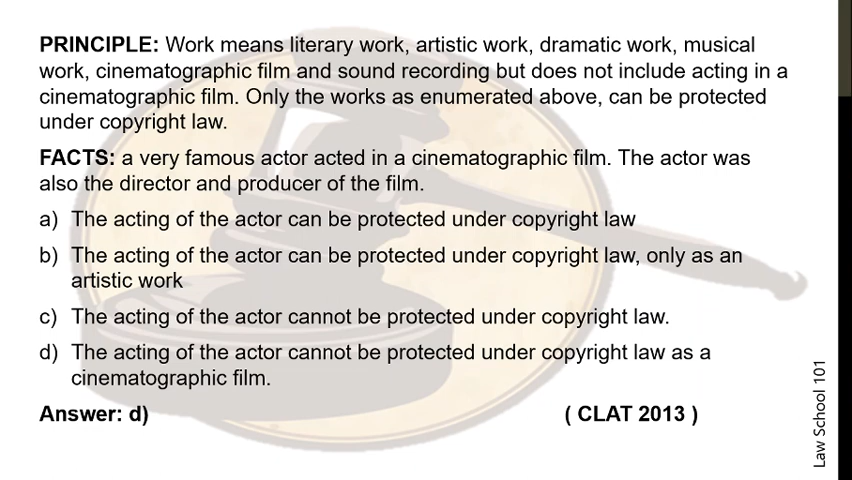 PRINCIPLE: Work means literary work, artistic work, dramatic work, musical
work, cinematographic film and sound recording but does not include acting in a
cinematographic film. Only the works as enumerated above, can be protected
under copyright law.
FACTS: a very famous actor acted in a cinematographic film. The actor was
also the director and producer of the film.
a) The acting of the actor can be protected under copyright law
b) The acting of the actor can be protected under copyright law, only as an
artistic work
c) The acting of the actor cannot be protected under copyright law.
d) The acting of the actor cannot be protected under copyright law as a
cinematographic film.
Answer: d) ( CLAT 2013 )
Law School 101